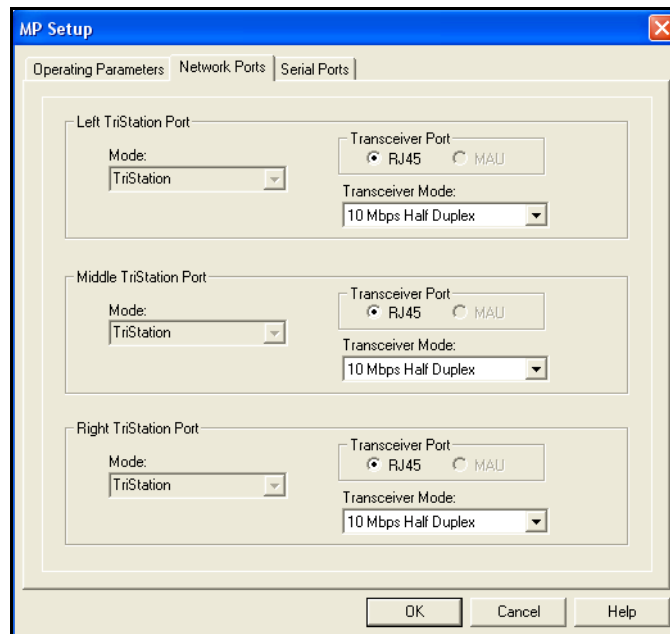 MP Setup
Operating Parameters Network Ports Serial Ports
Left TriStation Port
Mode:
TriStation
Transceiver Port
RJ45 MAU
Transceiver Mode:
10 Mbps Half Duplex
Middle TriStation Port
Mode:
TriStation
Transceiver Port
RJ45 MAU
Transceiver Mode:
10 Mbps Half Duplex
Right TriStation Port
Mode:
TriStation
Transceiver Port
RJ45 MAU
Transceiver Mode:
10 Mbps Half Duplex
OK Cancel Help